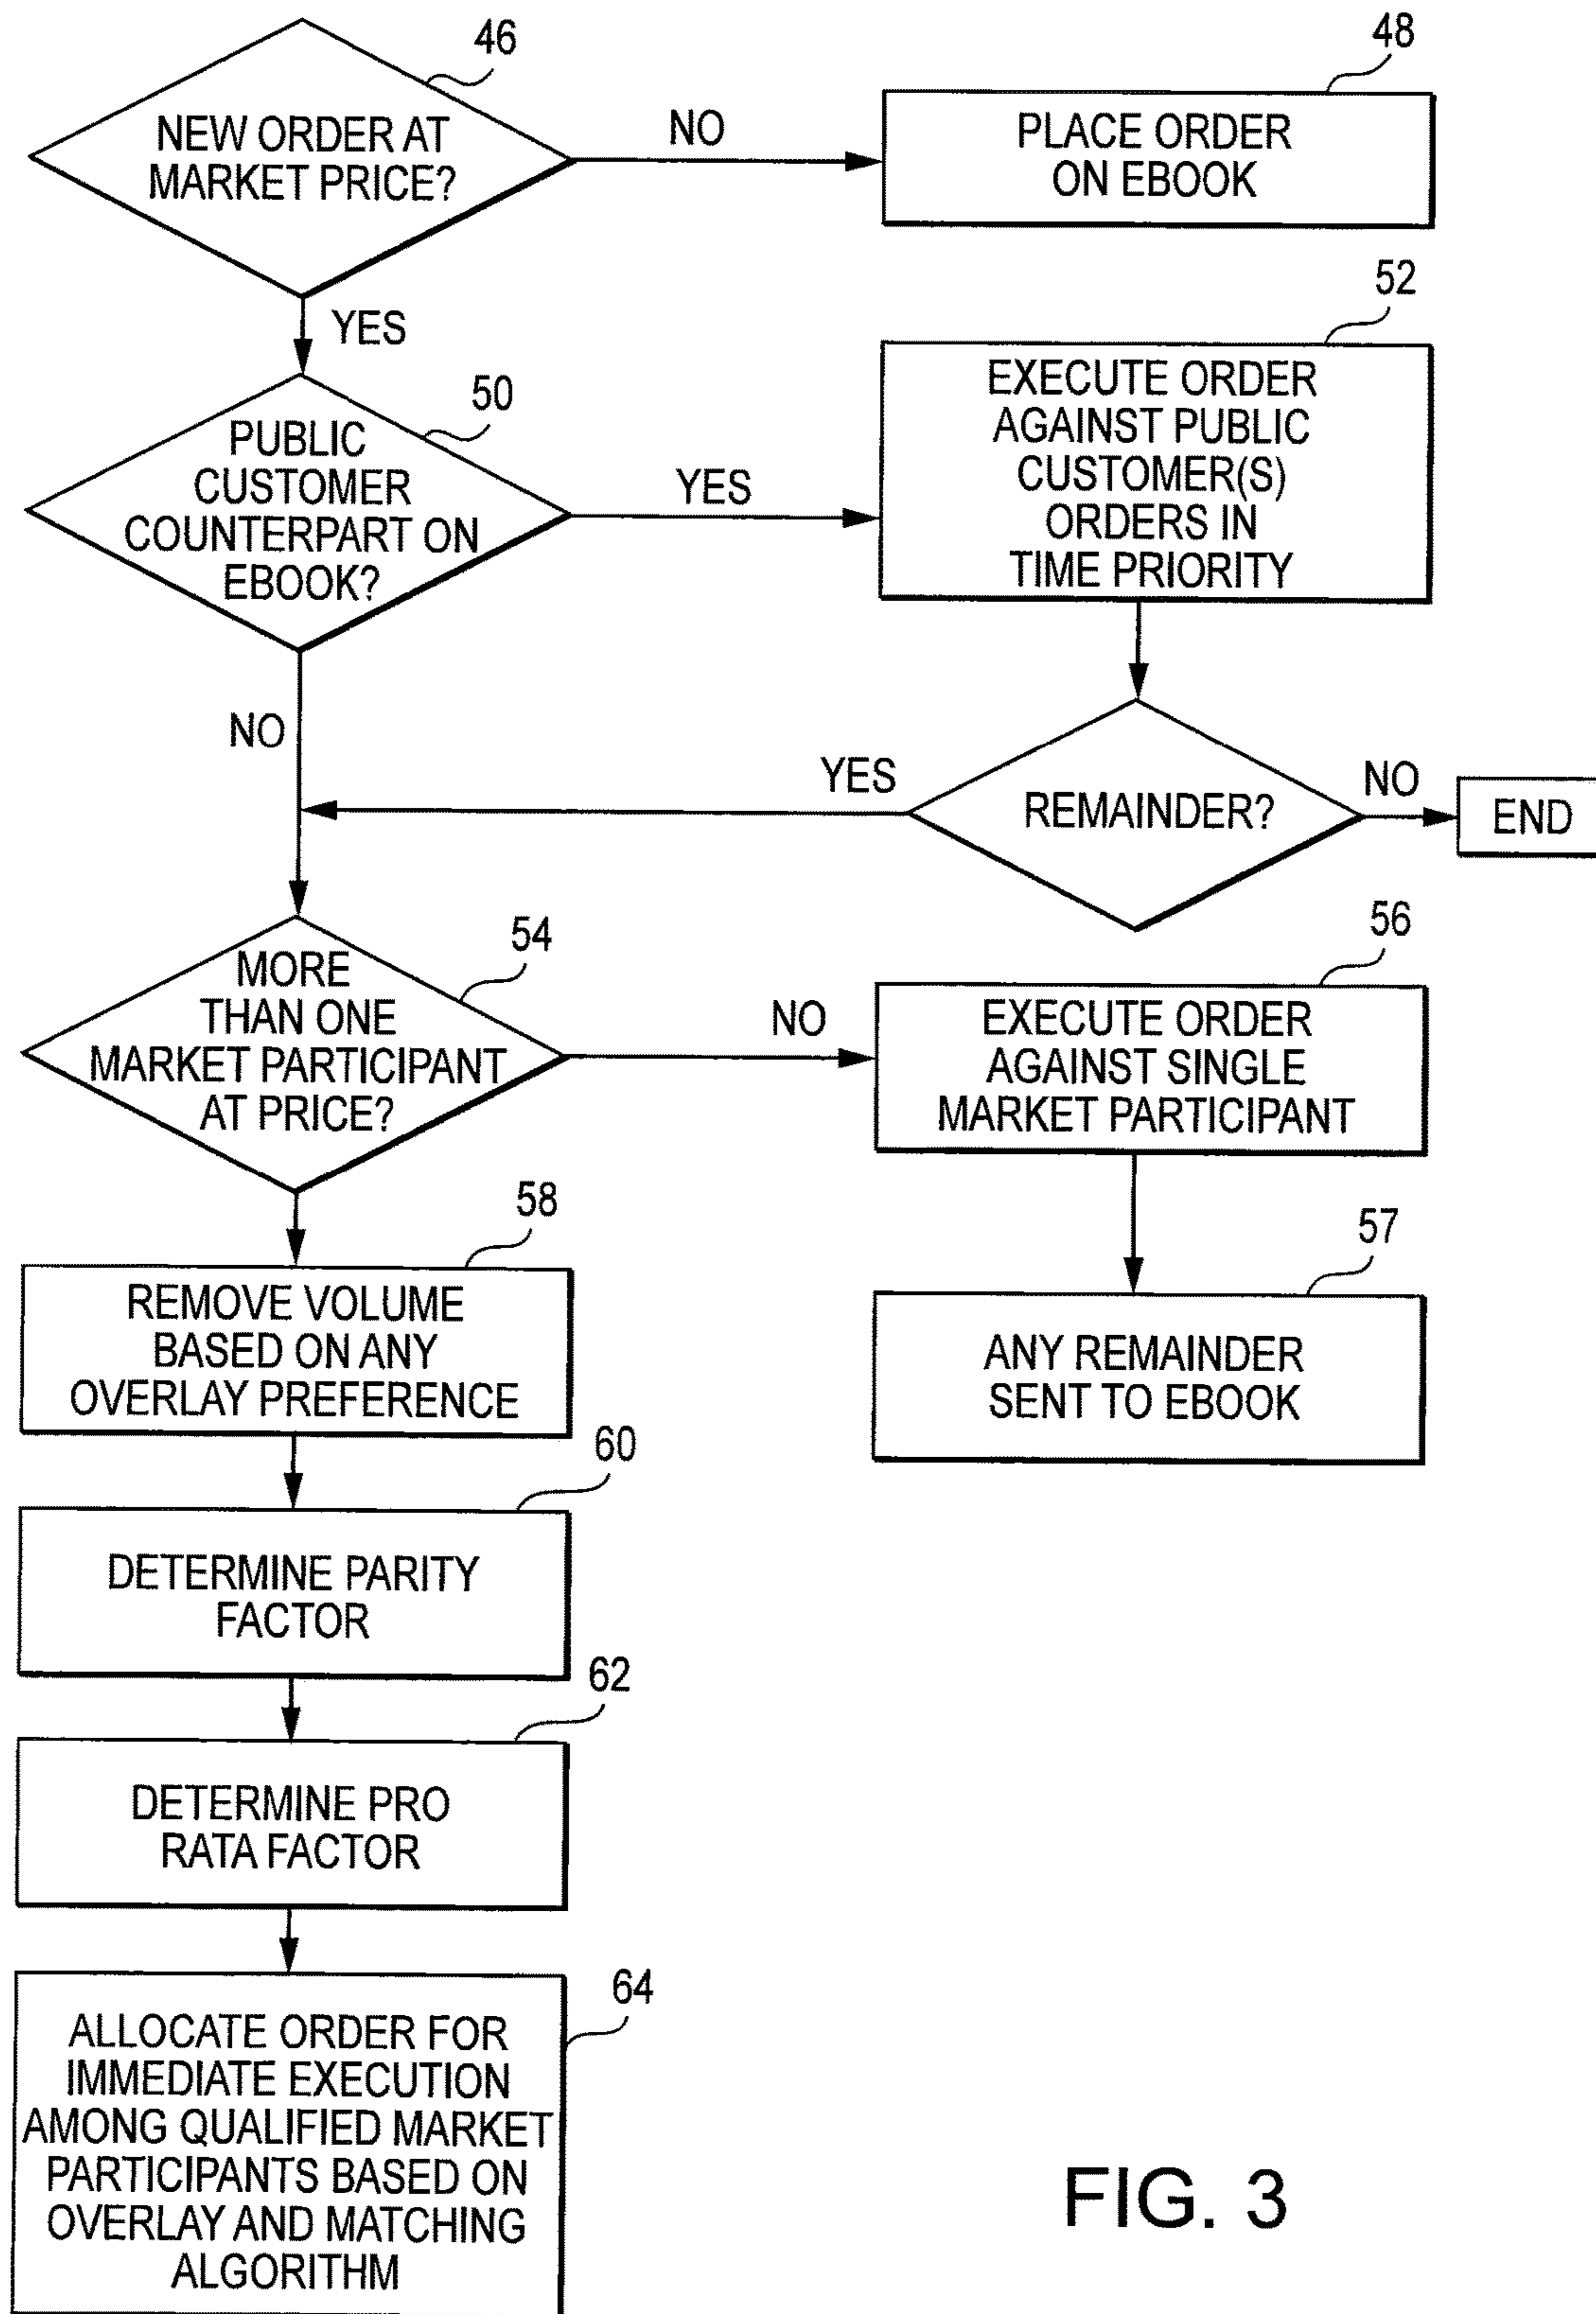 46
NEW ORDER AT
MARKET PRICE?
NO
48
PLACE ORDER
ON EBOOK
YES
50
PUBLIC
CUSTOMER
COUNTERPART ON
EBOOK?
YES
52
EXECUTE ORDER
AGAINST PUBLIC
CUSTOMER(S)
ORDERS IN
TIME PRIORITY
NO
YES
REMAINDER?
NO
END
54
MORE
THAN ONE
MARKET PARTICIPANT
AT PRICE?
NO
56
EXECUTE ORDER
AGAINST SINGLE
MARKET PARTICIPANT
57
ANY REMAINDER
SENT TO EBOOK
58
REMOVE VOLUME
BASED ON ANY
OVERLAY PREFERENCE
60
DETERMINE PARITY
FACTOR
62
DETERMINE PRO
RATA FACTOR
64
ALLOCATE ORDER FOR
IMMEDIATE EXECUTION
AMONG QUALIFIED MARKET
PARTICIPANTS BASED ON
OVERLAY AND MATCHING
ALGORITHM
FIG. 3